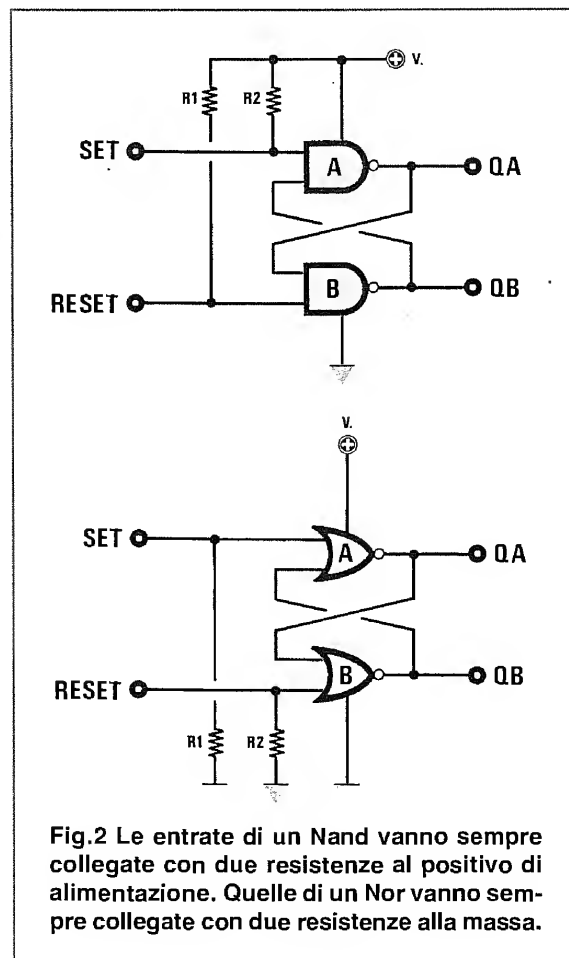 V.
R1 R2
SET
A
QA
B
RESET
QB
V.
SET
A
QA
B
RESET
QB
R1 R2
Fig.2 Le entrate di un Nand vanno sempre
collegate con due resistenze al positivo di
alimentazione. Quelle di un Nor vanno sem-
pre collegate con due resistenze alla massa.